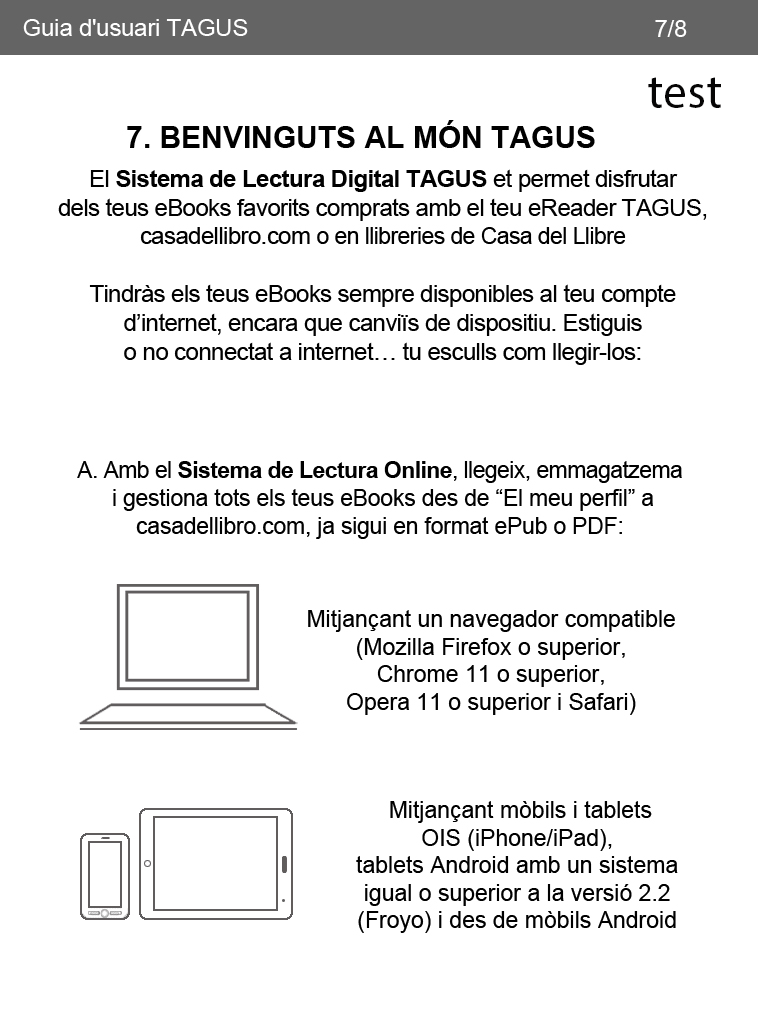 Guia d'usuari TAGUS
7/8
test
7. BENVINGUTS AL MÓN TAGUS
El Sistema de Lectura Digital TAGUS et permet disfrutar
dels teus eBooks favorits comprats amb el teu eReader TAGUS,
casadellibro.com o en llibreries de Casa del Llibre
Tindràs els teus eBooks sempre disponibles al teu compte
d’internet, encara que canviïs de dispositiu. Estiguis
o no connectat a internet… tu esculls com llegir-los:
A. Amb el Sistema de Lectura Online, llegeix, emmagatzema
i gestiona tots els teus eBooks des de “El meu perfil” a
casadellibro.com, ja sigui en format ePub o PDF:
Mitjançant un navegador compatible
(Mozilla Firefox o superior,
Chrome 11 o superior,
Opera 11 o superior i Safari)
Mitjançant mòbils i tablets
OIS (iPhone/iPad),
tablets Android amb un sistema
igual o superior a la versió 2.2
(Froyo) i des de mòbils Android